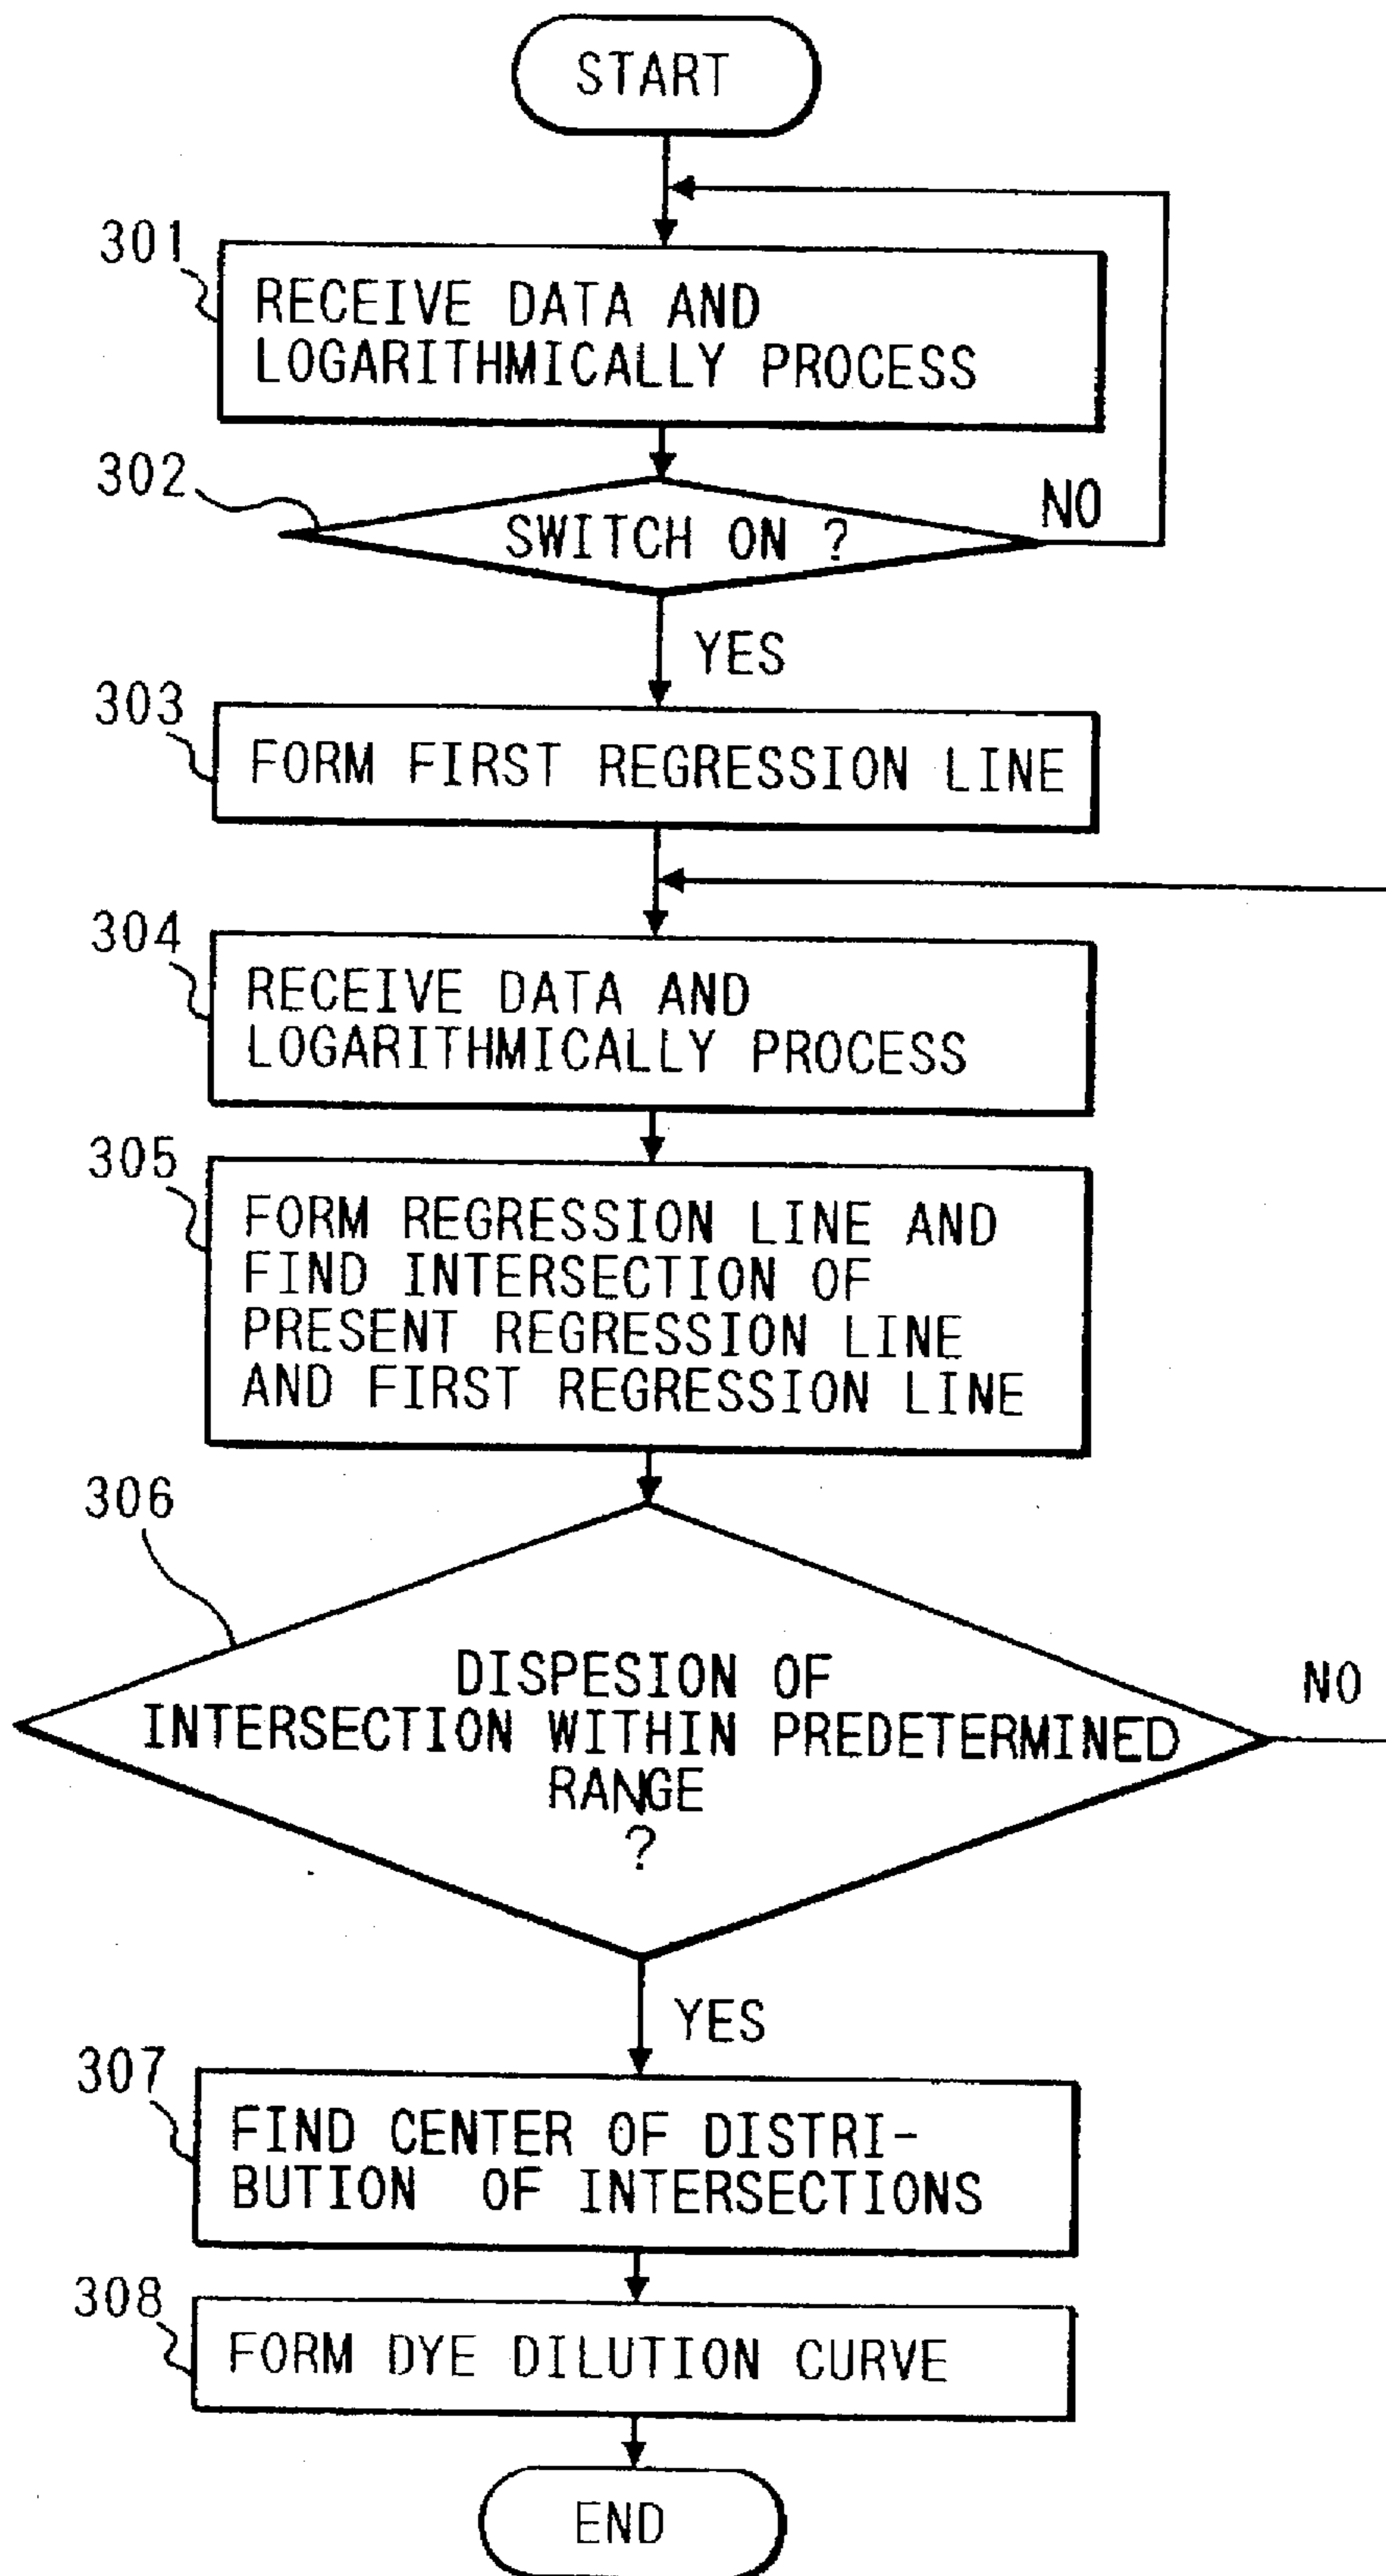 START
301
RECEIVE DATA AND
LOGARITHMICALLY PROCESS
302
SWITCH ON ?
NO
YES
303
FORM FIRST REGRESSION LINE
304
RECEIVE DATA AND
LOGARITHMICALLY PROCESS
305
FORM REGRESSION LINE AND
FIND INTERSECTION OF
PRESENT REGRESSION LINE
AND FIRST REGRESSION LINE
306
DISPESION OF
INTERSECTION WITHIN PREDETERMINED
RANGE
?
NO
YES
307
FIND CENTER OF DISTRI-
BUTION OF INTERSECTIONS
308
FORM DYE DILUTION CURVE
END